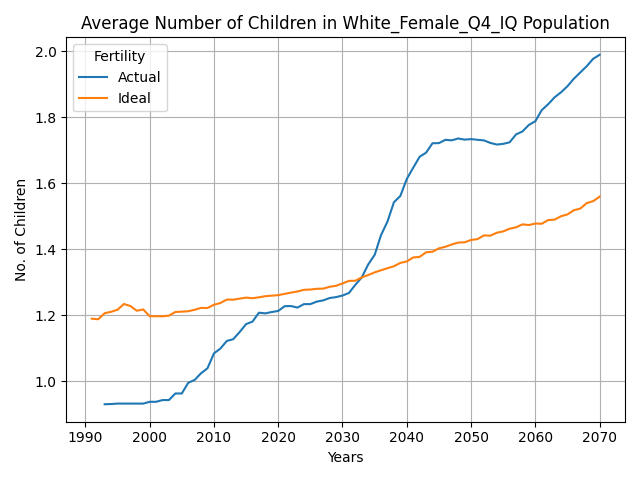 Average Number of Children in White_Female_Q4_IQ Population
Fertility
Actual
Ideal
No. of Children
2.0
1.8
1.6
1.4
1.2
1.0
1990 2000 2010 2020 2030 2040 2050 2060 2070
Years